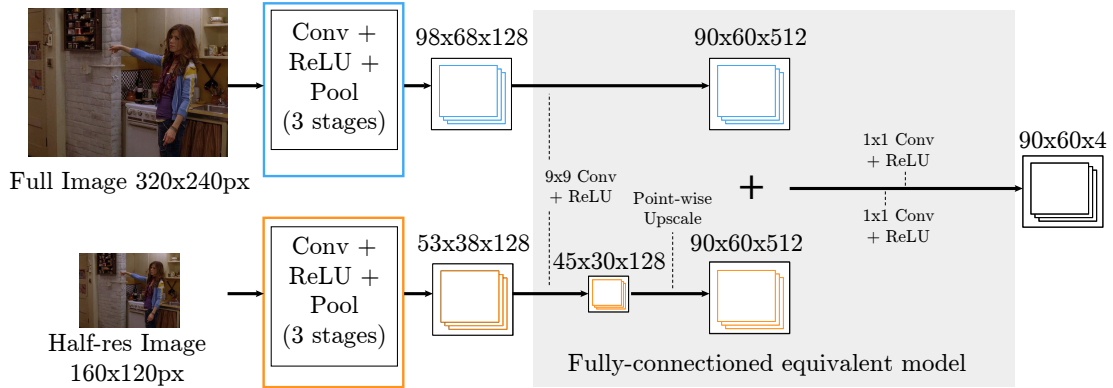 Conv +
ReLU +
Pool
(3 stages)
98x68x128
90x60x512
Full Image 320x240px
9x9 Conv
+ ReLU
1x1 Conv
+ ReLU
90x60x4
+
Point-wise
Upscale
1x1 Conv
+ ReLU
Conv +
ReLU +
Pool
(3 stages)
53x38x128
45x30x128
90x60x512
Half-res Image
160x120px
Fully-connectioned equivalent model